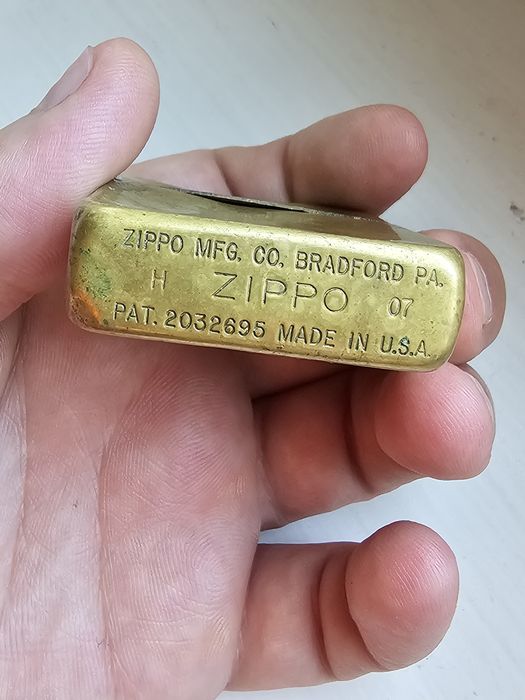 ZIPPO MFG. CO. BRADFORD PA.
H ZIPPO 07
PAT. 2032695 MADE IN U.S.A.